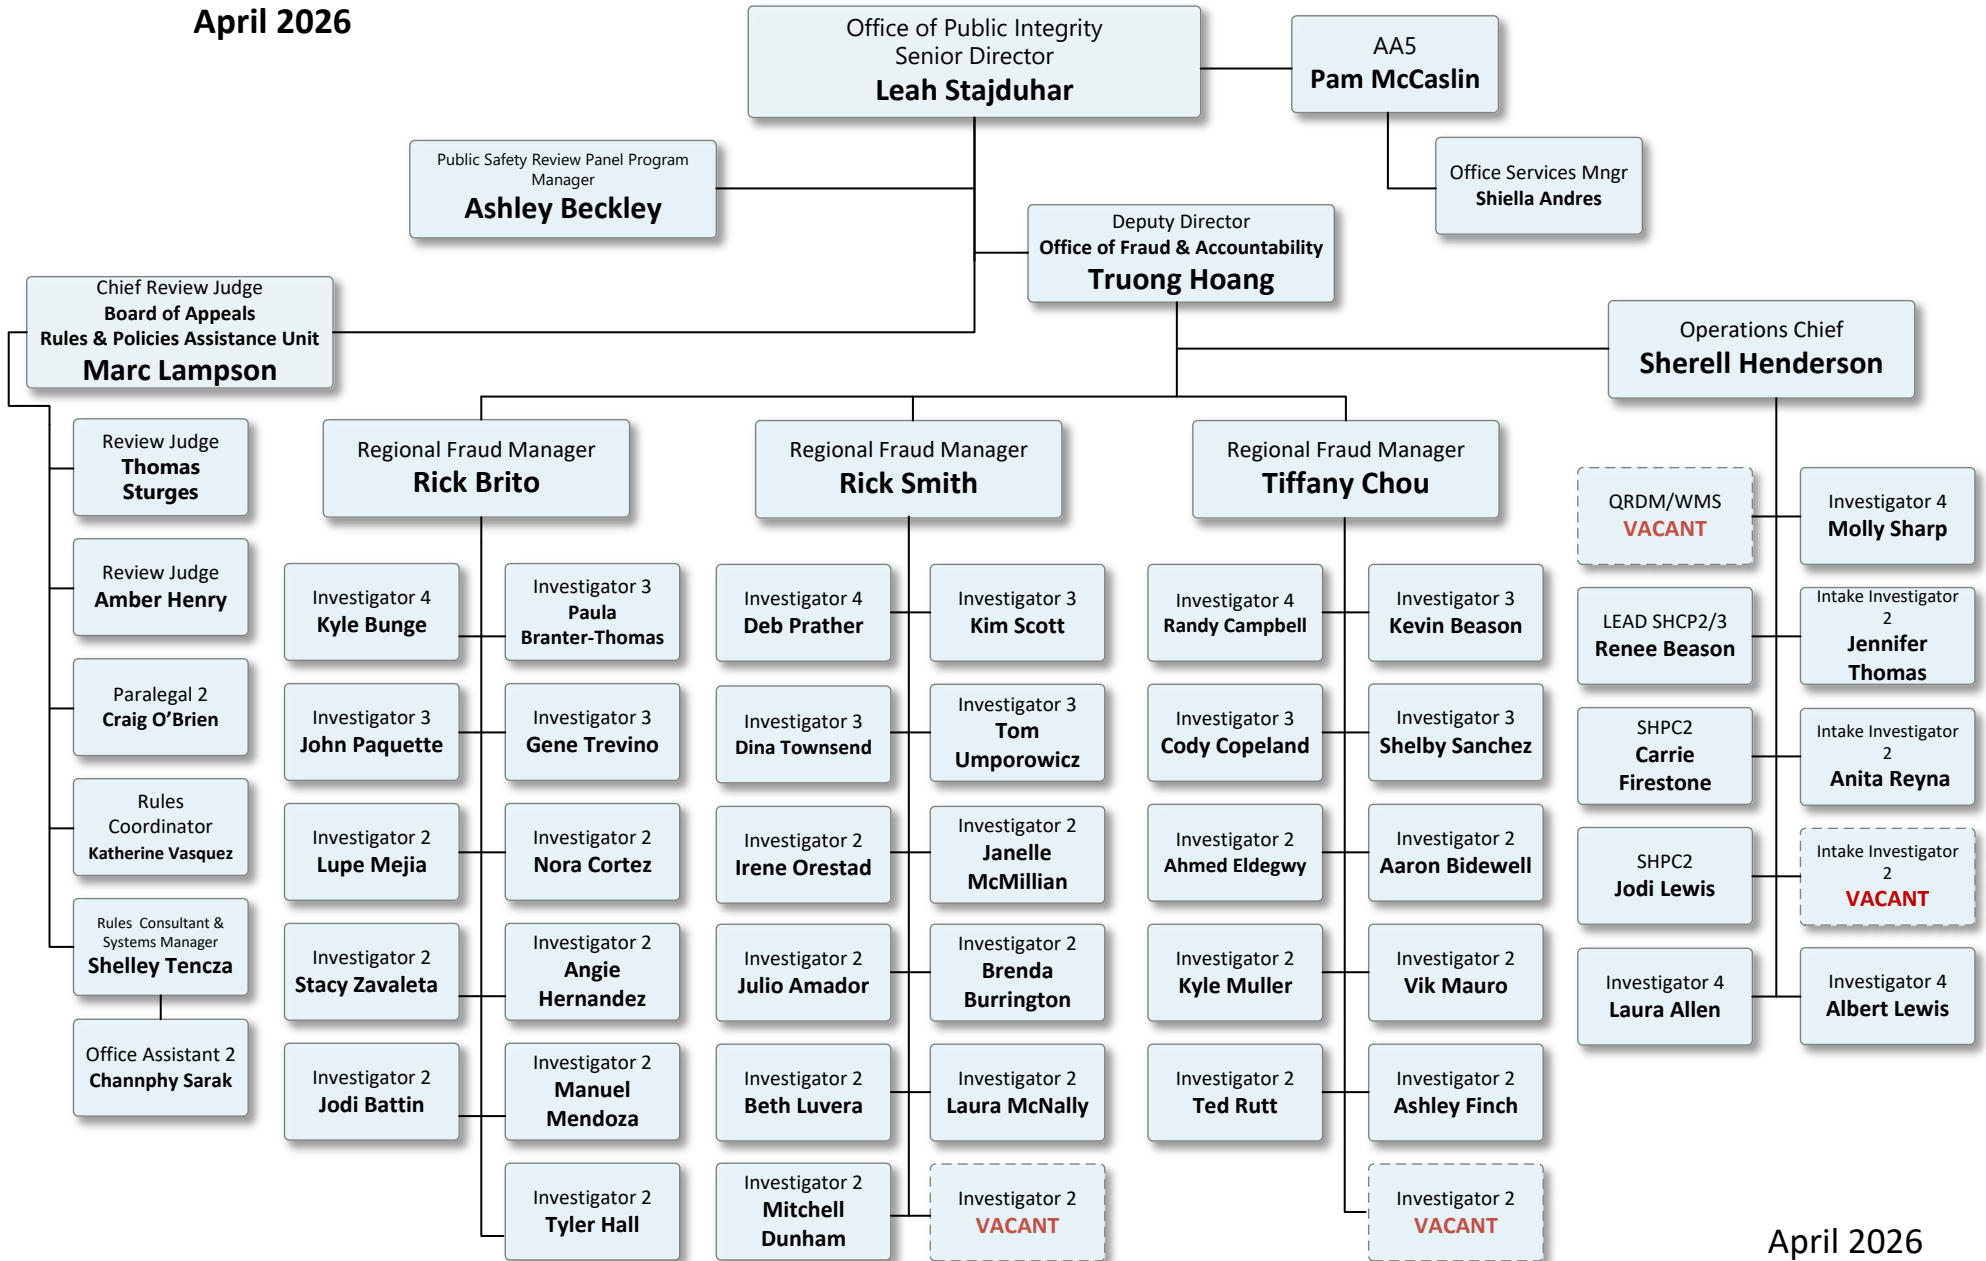 April 2026
Office of Public Integrity
Senior Director
Leah Stajduhar
AA5
Pam McCaslin
Public Safety Review Panel Program
Manager
Ashley Beckley
Office Services Mngr
Shiella Andres
Deputy Director
Office of Fraud & Accountability
Truong Hoang
Chief Review Judge
Board of Appeals
Rules & Policies Assistance Unit
Marc Lampson
Operations Chief
Sherell Henderson
Review Judge
Thomas
Sturges
Review Judge
Amber Henry
Paralegal 2
Craig O’Brien
Rules
Coordinator
Katherine Vasquez
Rules  Consultant &
Systems Manager
Shelley Tencza
Office Assistant 2
Channphy Sarak
Regional Fraud Manager
Rick Brito
Investigator 4
Kyle Bunge
Investigator 3
Paula
Branter-Thomas
Investigator 3
John Paquette
Investigator 3
Gene Trevino
Investigator 2
Lupe Mejia
Investigator 2
Nora Cortez
Investigator 2
Stacy Zavaleta
Investigator 2
Angie
Hernandez
Investigator 2
Jodi Battin
Investigator 2
Manuel
Mendoza
Investigator 2
Tyler Hall
Regional Fraud Manager
Rick Smith
Investigator 4
Deb Prather
Investigator 3
Kim Scott
Investigator 3
Dina Townsend
Investigator 3
Tom
Umporowicz
Investigator 2
Irene Orestad
Investigator 2
Janelle
McMillian
Investigator 2
Julio Amador
Investigator 2
Brenda
Burrington
Investigator 2
Beth Luvera
Investigator 2
Laura McNally
Investigator 2
Mitchell
Dunham
Investigator 2
VACANT
Regional Fraud Manager
Tiffany Chou
Investigator 4
Randy Campbell
Investigator 3
Kevin Beason
Investigator 3
Cody Copeland
Investigator 3
Shelby Sanchez
Investigator 2
Ahmed Eldegwy
Investigator 2
Aaron Bidewell
Investigator 2
Kyle Muller
Investigator 2
Vik Mauro
Investigator 2
Ted Rutt
Investigator 2
Ashley Finch
Investigator 2
VACANT
QRDM/WMS
VACANT
Investigator 4
Molly Sharp
LEAD SHCP2/3
Renee Beason
Intake Investigator
2
Jennifer
Thomas
SHPC2
Carrie
Firestone
Intake Investigator
2
Anita Reyna
SHPC2
Jodi Lewis
Intake Investigator
2
VACANT
Investigator 4
Laura Allen
Investigator 4
Albert Lewis
April 2026